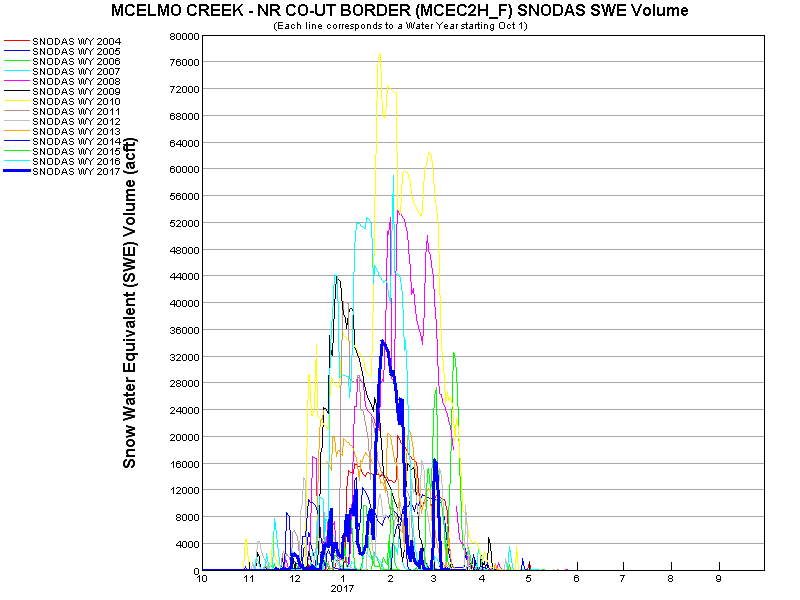 MCELMO CREEK - NR CO-UT BORDER (MCEC2H_F) SNODAS SWE Volume
(Each line corresponds to a Water Year starting Oct 1)
SNODAS WY 2004
SNODAS WY 2005
SNODAS WY 2006
SNODAS WY 2007
SNODAS WY 2008
SNODAS WY 2009
SNODAS WY 2010
SNODAS WY 2011
SNODAS WY 2012
SNODAS WY 2013
SNODAS WY 2014
SNODAS WY 2015
SNODAS WY 2016
SNODAS WY 2017
Snow Water Equivalent (SWE) Volume (acft)
80000
76000
72000
68000
64000
60000
56000
52000
48000
44000
40000
36000
32000
28000
24000
20000
16000
12000
8000
4000
0
10 11 12 1 2 3 4 5 6 7 8 9
2017